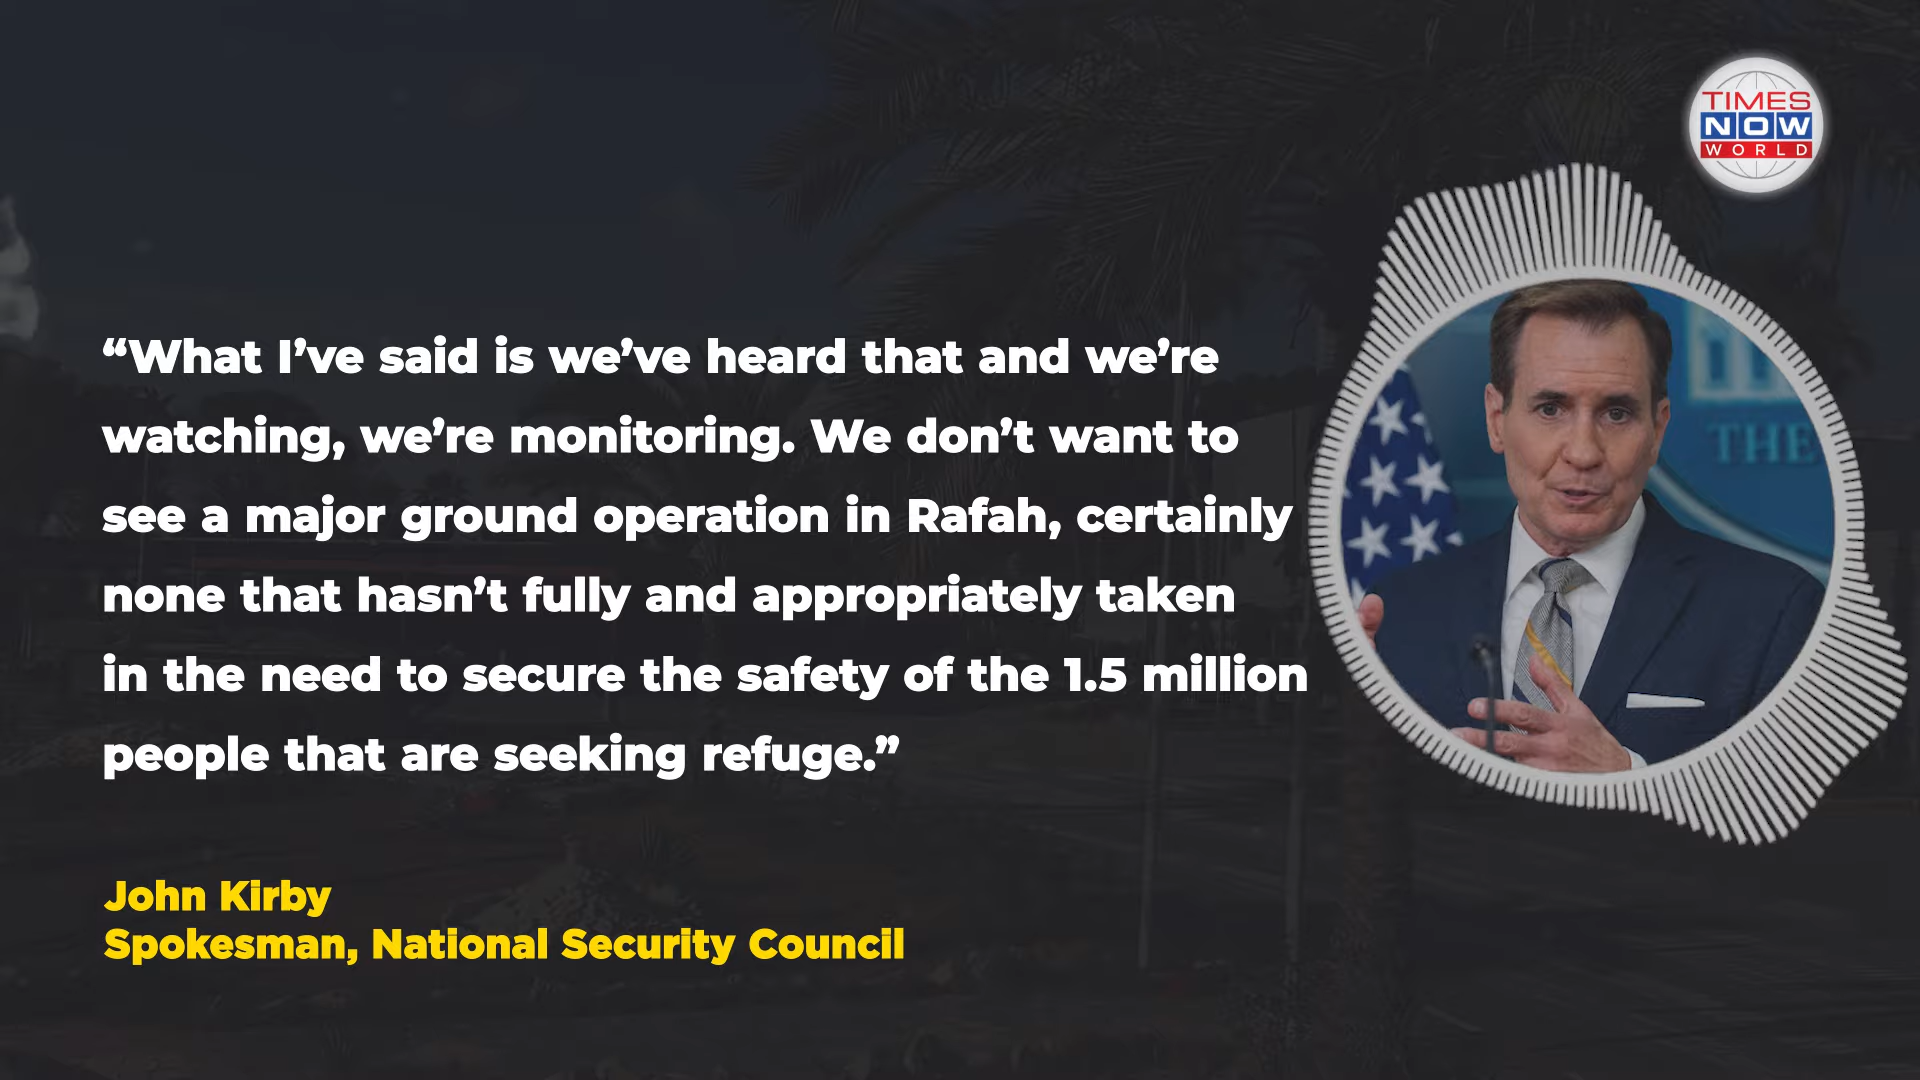 TIMES
NOW
WORLD
“What I’ve said is we’ve heard that and we’re
watching, we’re monitoring. We don’t want to
see a major ground operation in Rafah, certainly
none that hasn’t fully and appropriately taken
in the need to secure the safety of the 1.5 million
people that are seeking refuge.”
THE
John Kirby
Spokesman, National Security Council